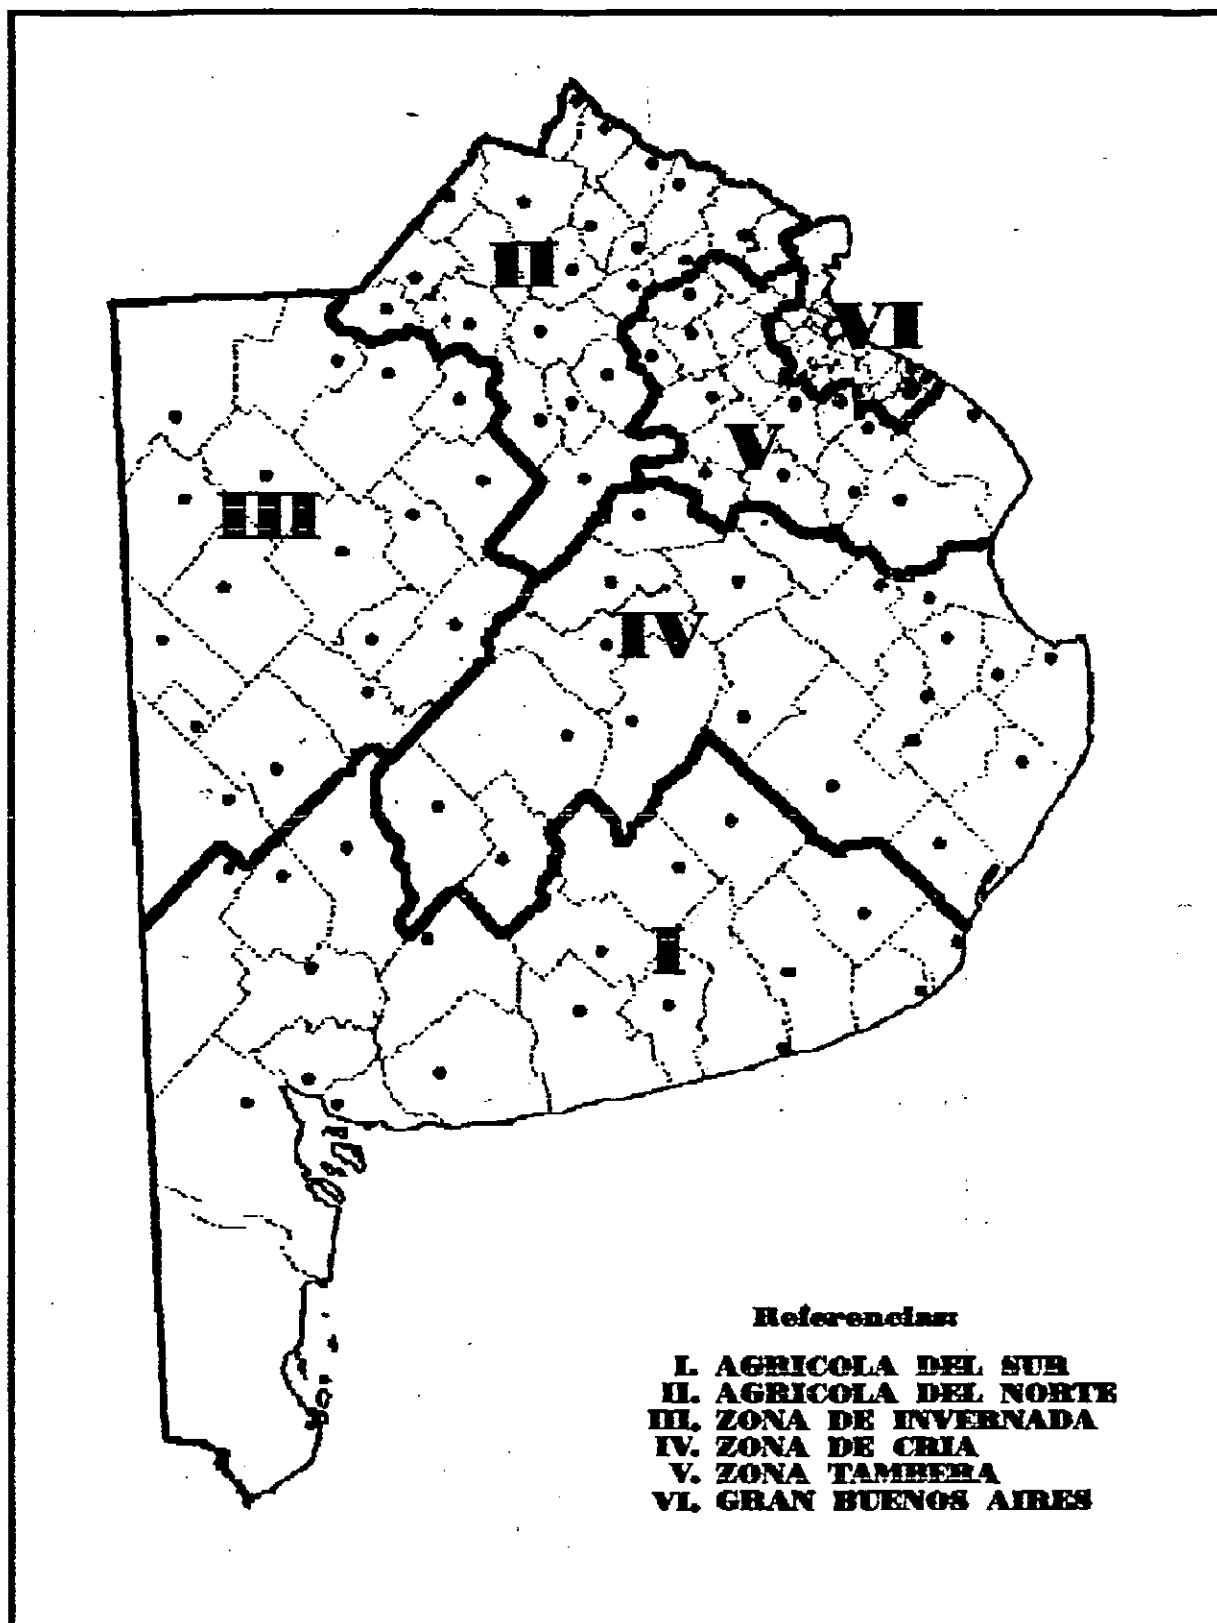 II
VI
V
III
IV
I
Referencias:
I. AGRICOLA DEL SUR
II. AGRICOLA DEL NORTE
III. ZONA DE INVERNADA
IV. ZONA DE CRIA
V. ZONA TAMBERA
VI. GRAN BUENOS AIRES